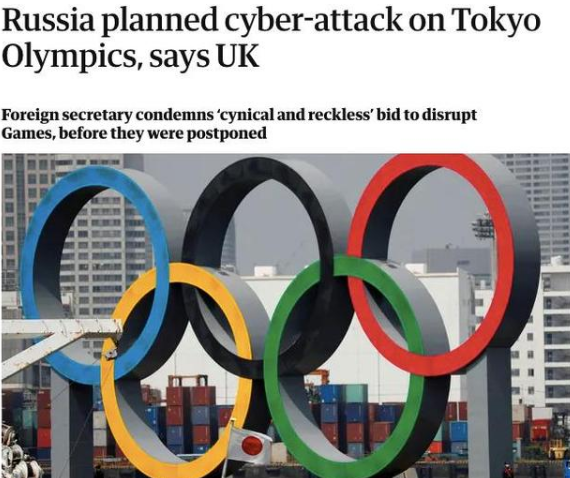 Russia planned cyber-attack on Tokyo
Olympics, says UK
Foreign secretary condemns ‘cynical and reckless’ bid to disrupt
Games, before they were postponed